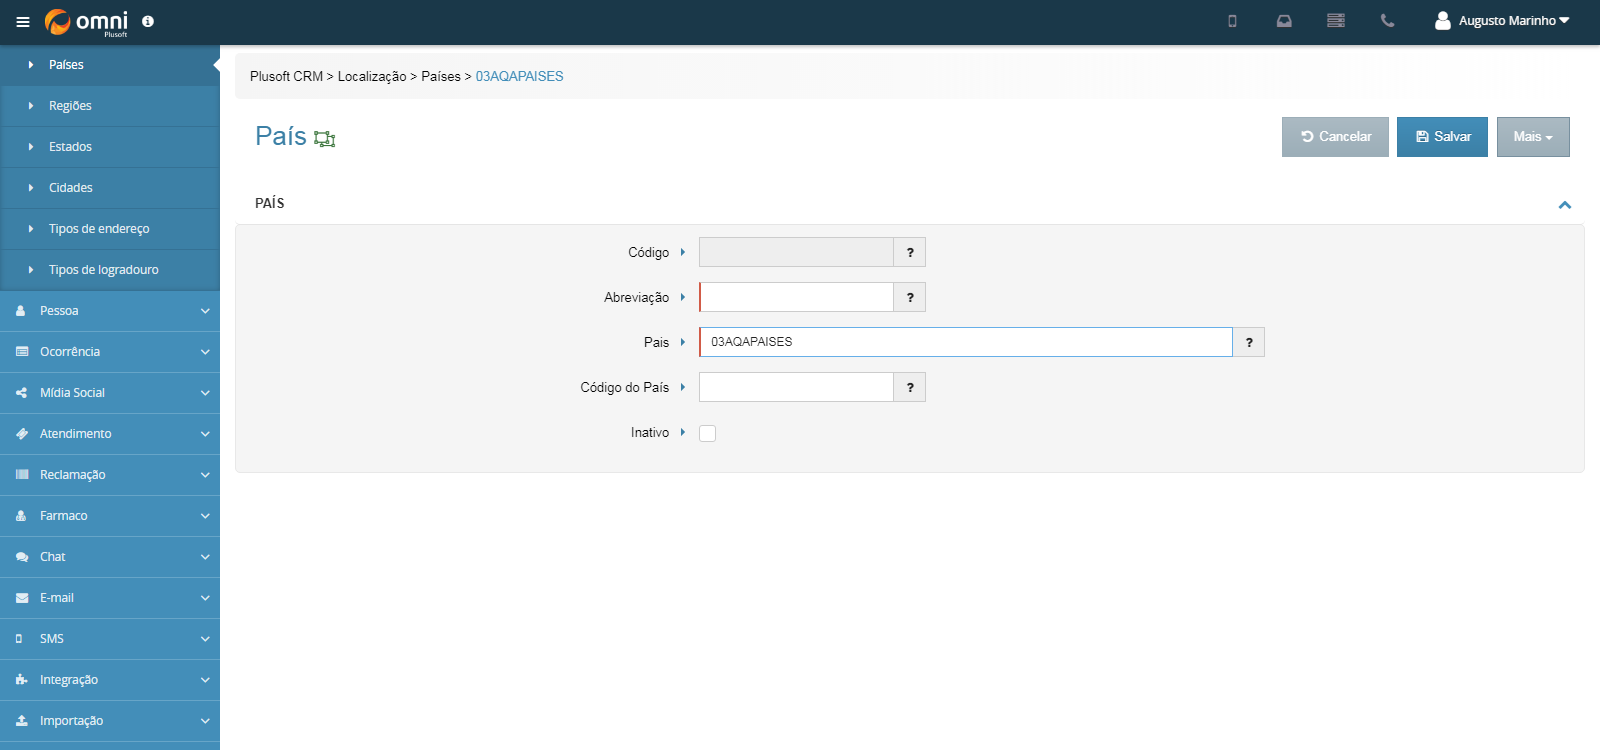 omni
Plusoft
Augusto Marinho
Países
Regiões
Estados
Cidades
Tipos de endereço
Tipos de logradouro
Pessoa
Ocorrência
Mídia Social
Atendimento
Reclamação
Farmaco
Chat
E-mail
SMS
Integração
Importação
Plusoft CRM > Localização > Países > 03AQAPAISES
País
Cancelar
Salvar
Mais
PAÍS
Código ?
Abreviação ?
Pais 03AQAPAISES ?
Código do País ?
Inativo